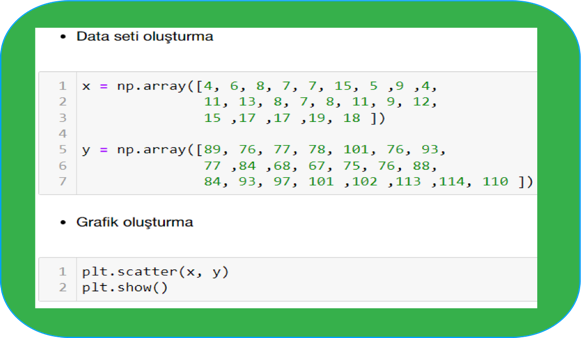 • Data seti oluşturma
1 x = np.array([4, 6, 8, 7, 7, 15, 5 ,9 ,4,
2 11, 13, 8, 7, 8, 11, 9, 12,
3 15 ,17 ,17 ,19, 18 ])
4
5 y = np.array([89, 76, 77, 78, 101, 76, 93,
6 77 ,84 ,68, 67, 75, 76, 88,
7 84, 93, 97, 101 ,102 ,113 ,114, 110 ])
• Grafik oluşturma
1 plt.scatter(x, y)
2 plt.show()